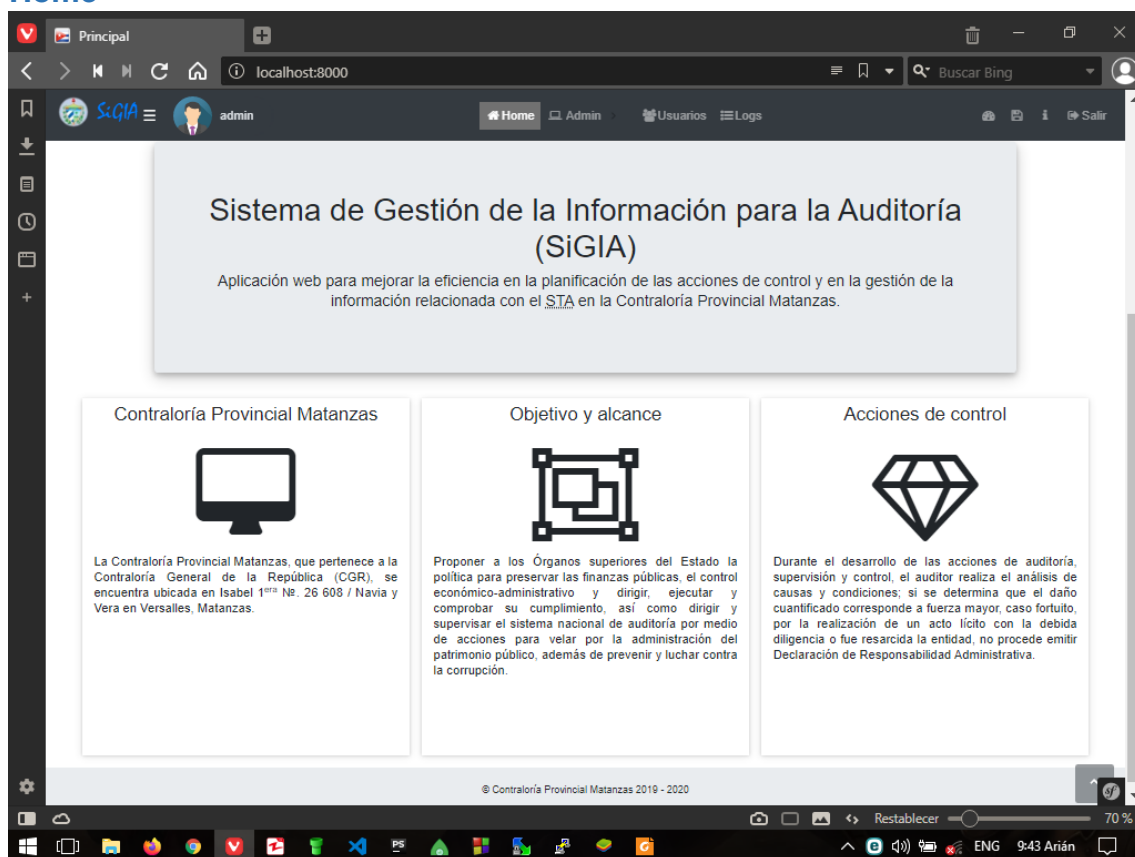 Home
Principal
localhost:8000
Buscar Bing
SiGIA
admin
Home
Admin
Usuarios
Logs
Salir
Sistema de Gestión de la Información para la Auditoría
(SiGIA)
Aplicación web para mejorar la eficiencia en la planificación de las acciones de control y en la gestión de la
información relacionada con el STA en la Contraloría Provincial Matanzas.
Contraloría Provincial Matanzas
La Contraloría Provincial Matanzas, que pertenece a la
Contraloría General de la República (CGR), se
encuentra ubicada en Isabel 1era №. 26 608 / Navia y
Vera en Versalles, Matanzas.
Objetivo y alcance
Proponer a los Órganos superiores del Estado la
política para preservar las finanzas públicas, el control
económico-administrativo y dirigir, ejecutar y
comprobar su cumplimiento, así como dirigir y
supervisar el sistema nacional de auditoría por medio
de acciones para velar por la administración del
patrimonio público, además de prevenir y luchar contra
la corrupción.
Acciones de control
Durante el desarrollo de las acciones de auditoría,
supervisión y control, el auditor realiza el análisis de
causas y condiciones; si se determina que el daño
cuantificado corresponde a fuerza mayor, caso fortuito,
por la realización de un acto lícito con la debida
diligencia o fue resarcida la entidad, no procede emitir
Declaración de Responsabilidad Administrativa.
© Contraloría Provincial Matanzas 2019 - 2020
sf
Restablecer
70 %
PS
ENG
9:43 Arián